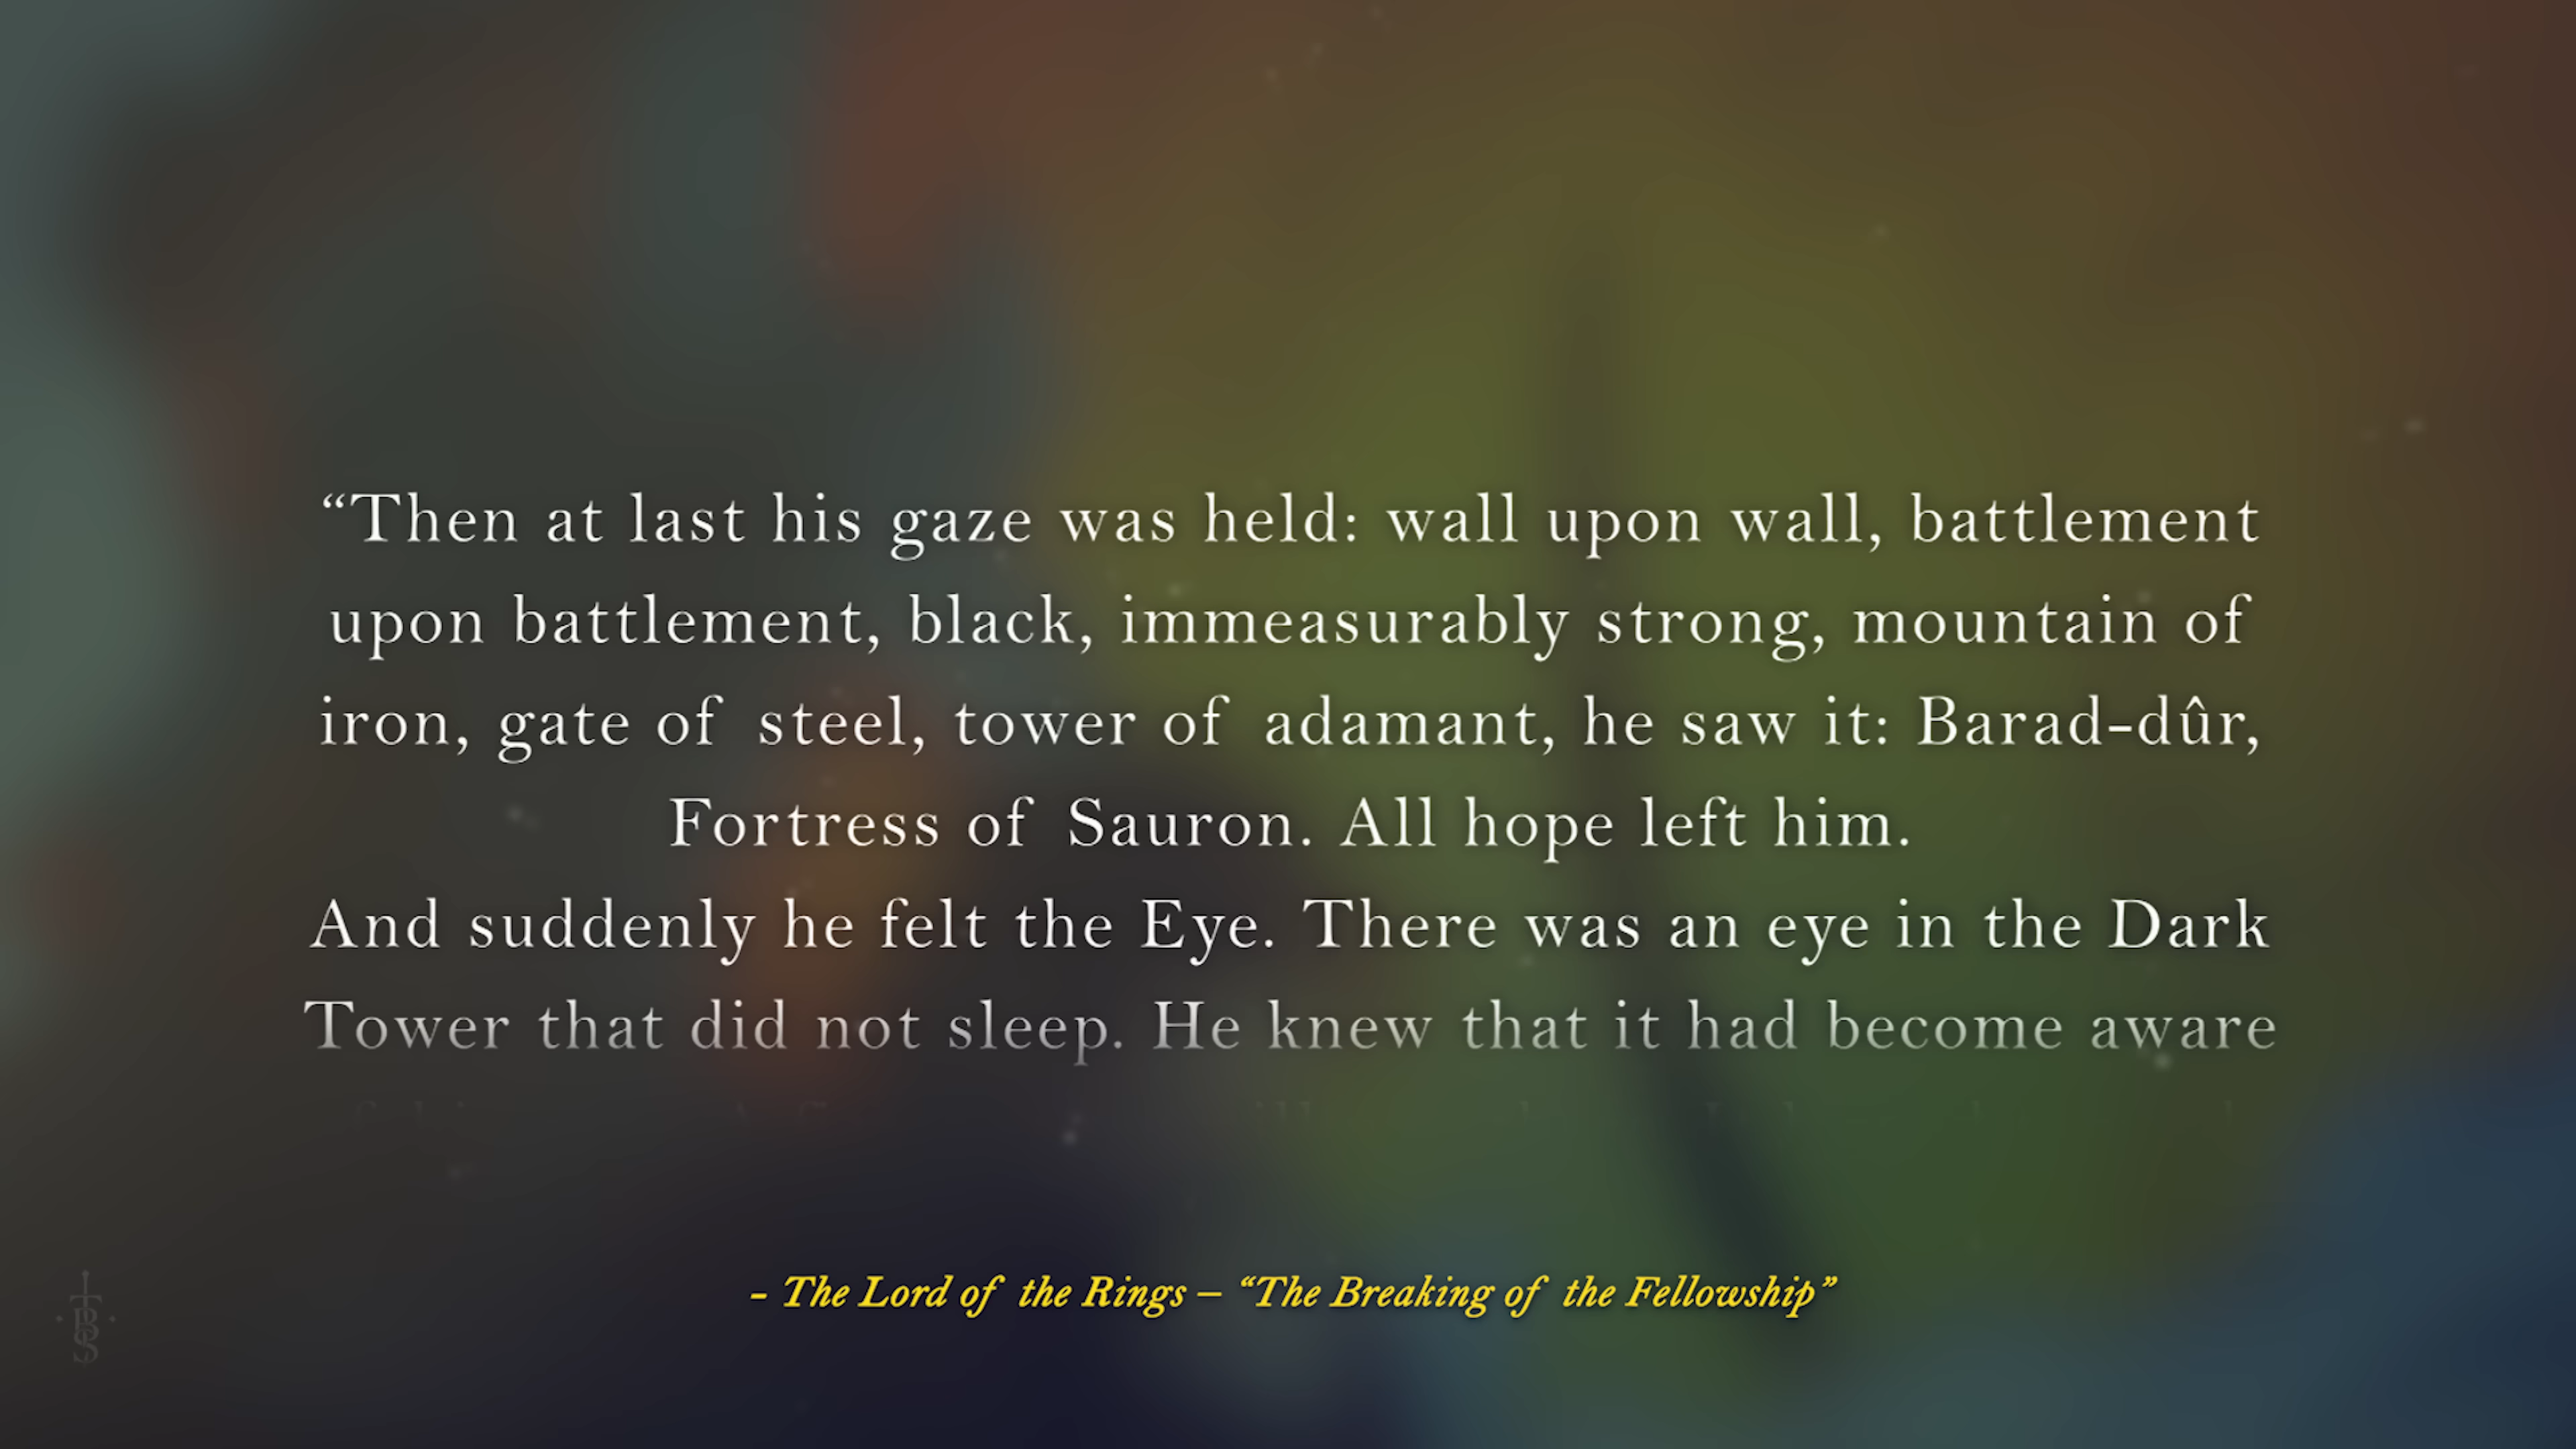 “Then at last his gaze was held: wall upon wall, battlement
upon battlement, black, immeasurably strong, mountain of
iron, gate of steel, tower of adamant, he saw it: Barad-dûr,
Fortress of Sauron. All hope left him.
And suddenly he felt the Eye. There was an eye in the Dark
Tower that did not sleep. He knew that it had become aware
- The Lord of the Rings – “The Breaking of the Fellowship”